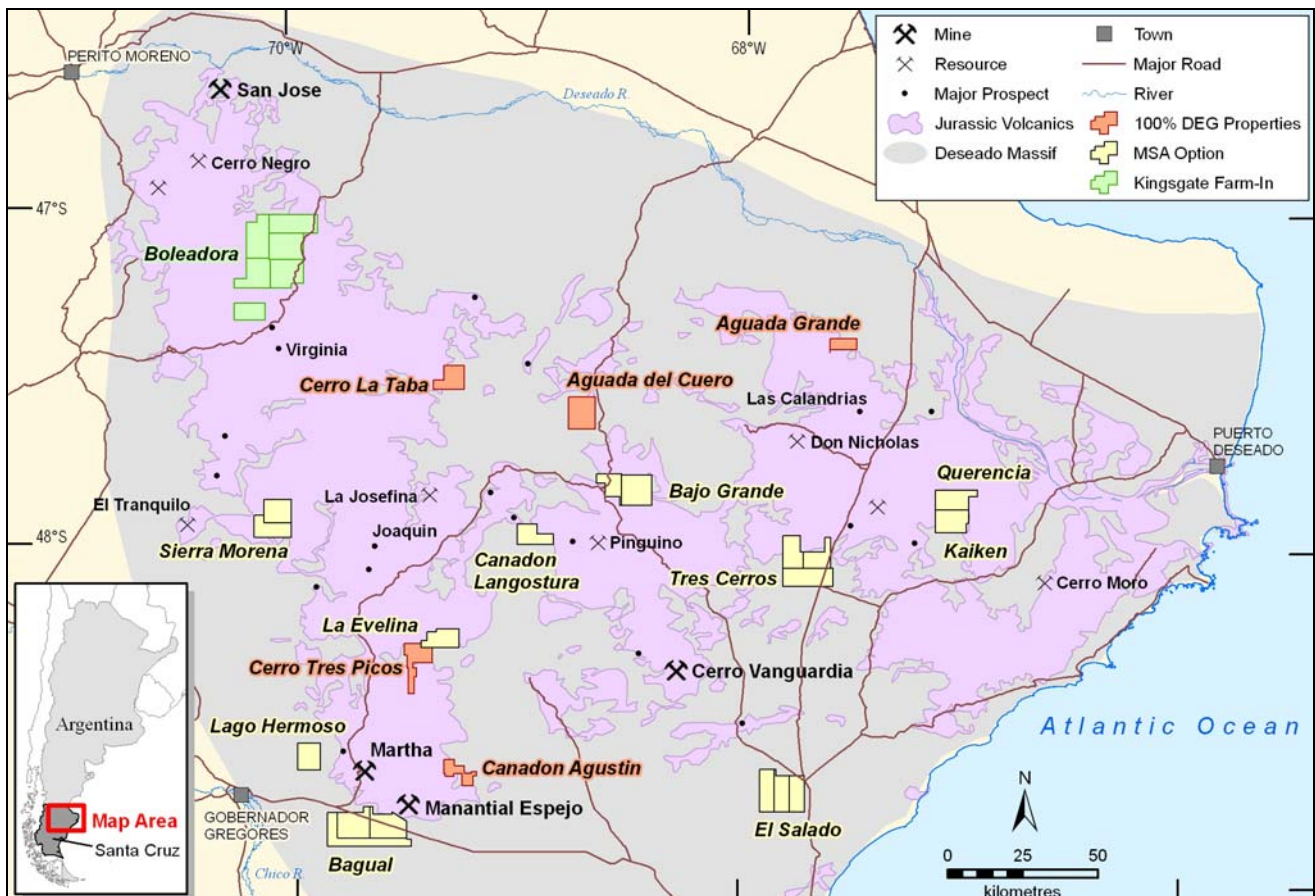 70°W
68°W
PERITO MORENO
San Jose
Deseado R.
Mine
Resource
Major Prospect
Jurassic Volcanics
Deseado Massif
Town
Major Road
River
100% DEG Properties
MSA Option
Kingsgate Farm-In
Cerro Negro
47°S
Boleadora
Virginia
Aguada Grande
Cerro La Taba
Aguada del Cuero
Las Calandrias
Don Nicholas
PUERTO
DESEADO
Querencia
Bajo Grande
La Josefina
El Tranquilo
Joaquin
48°S
Sierra Morena
Canadon
Langostura
Pinguino
Kaiken
Tres Cerros
Cerro Moro
La Evelina
Cerro Tres Picos
Cerro Vanguardia
Lago Hermoso
Atlantic Ocean
Martha
Canadon Agustin
Manantial Espejo
GOBERNADOR
GREGORES
El Salado
Bagual
Chico R.
Argentina
Map Area
Santa Cruz
N
0 25 50
kilometres